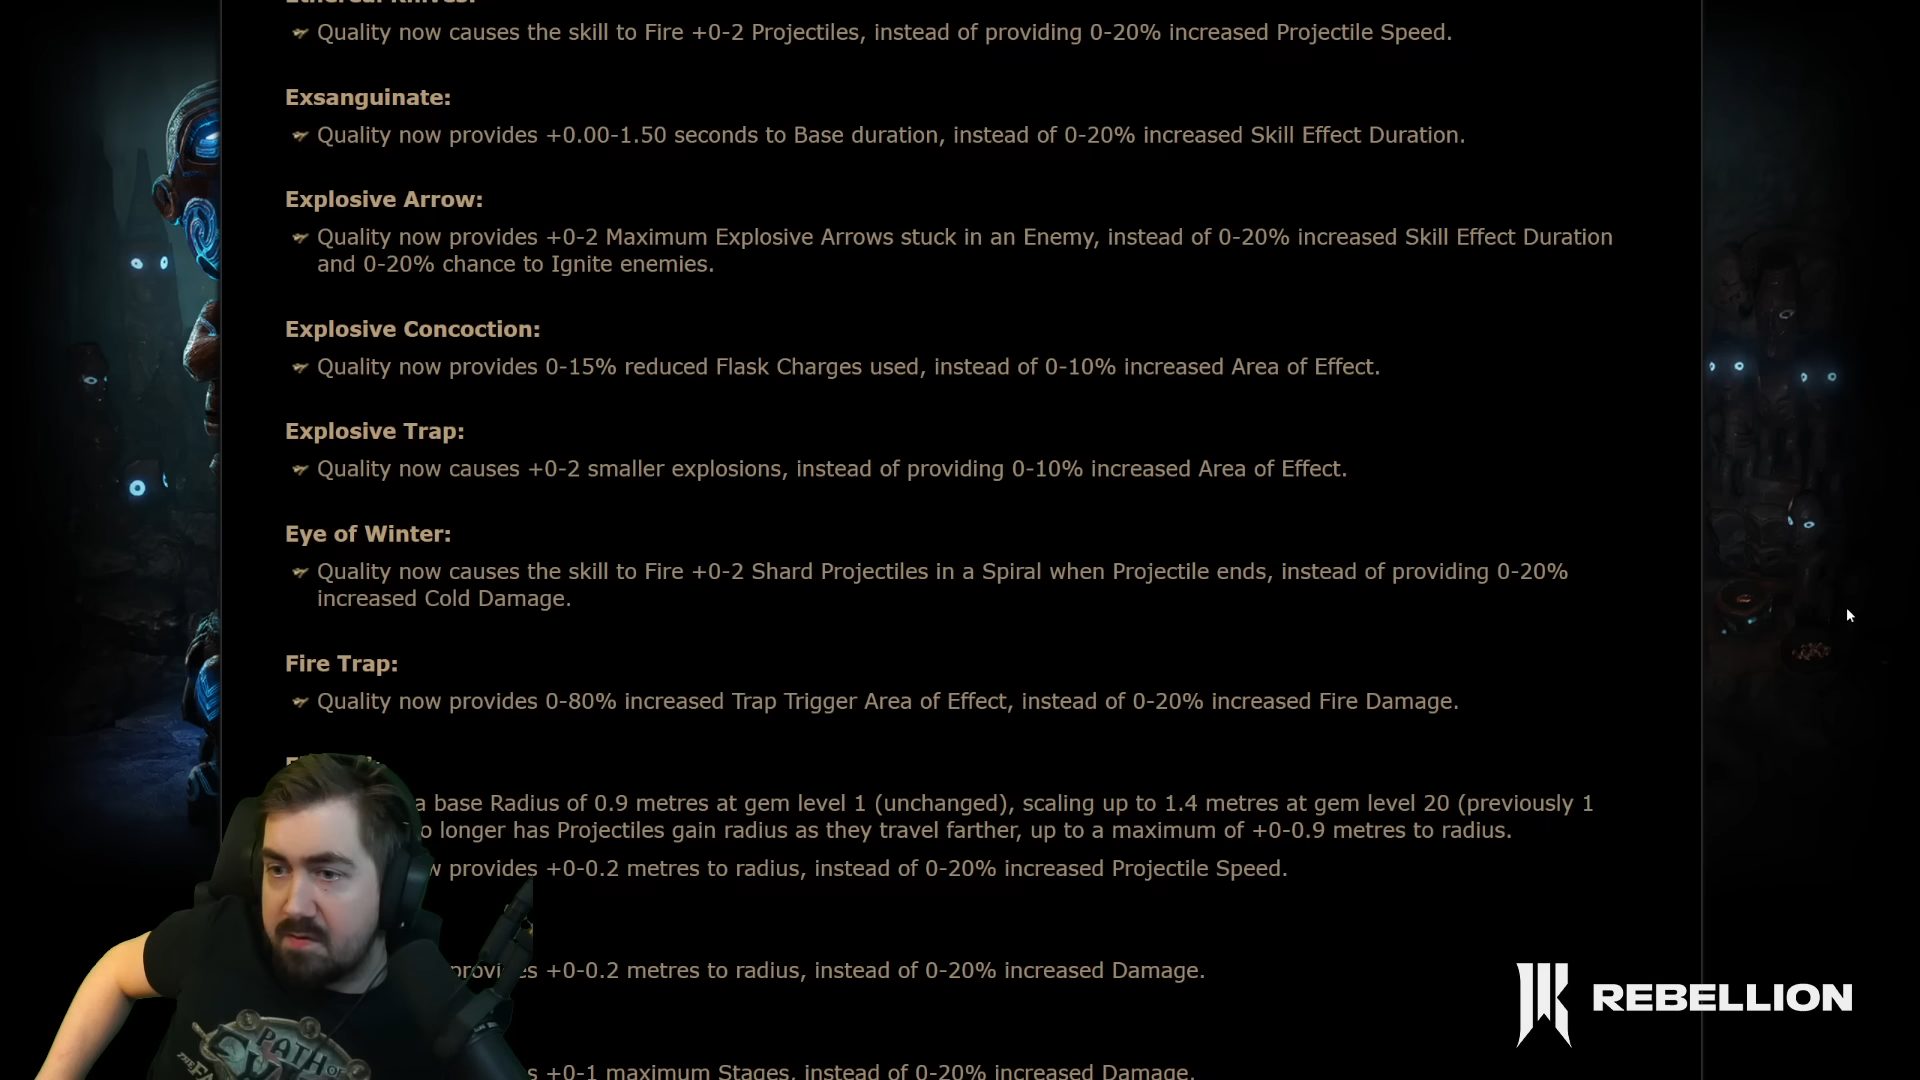 Ethereal Knives:
Quality now causes the skill to Fire +0-2 Projectiles, instead of providing 0-20% increased Projectile Speed.
Exsanguinate:
Quality now provides +0.00-1.50 seconds to Base duration, instead of 0-20% increased Skill Effect Duration.
Explosive Arrow:
Quality now provides +0-2 Maximum Explosive Arrows stuck in an Enemy, instead of 0-20% increased Skill Effect Duration
and 0-20% chance to Ignite enemies.
Explosive Concoction:
Quality now provides 0-15% reduced Flask Charges used, instead of 0-10% increased Area of Effect.
Explosive Trap:
Quality now causes +0-2 smaller explosions, instead of providing 0-10% increased Area of Effect.
Eye of Winter:
Quality now causes the skill to Fire +0-2 Shard Projectiles in a Spiral when Projectile ends, instead of providing 0-20%
increased Cold Damage.
Fire Trap:
Quality now provides 0-80% increased Trap Trigger Area of Effect, instead of 0-20% increased Fire Damage.
a base Radius of 0.9 metres at gem level 1 (unchanged), scaling up to 1.4 metres at gem level 20 (previously 1
longer has Projectiles gain radius as they travel farther, up to a maximum of +0-0.9 metres to radius.
provides +0-0.2 metres to radius, instead of 0-20% increased Projectile Speed.
provides +0-0.2 metres to radius, instead of 0-20% increased Damage.
+0-1 maximum Stages, instead of 0-20% increased Damage.
REBELLION
PATH OF